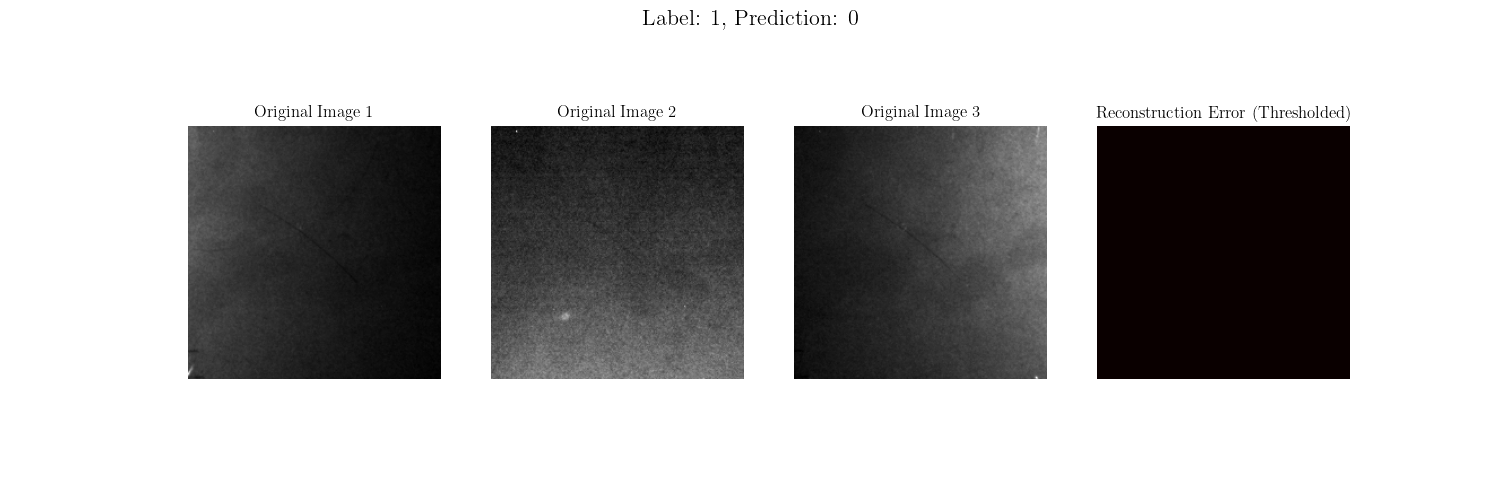 Label: 1, Prediction: 0
Original Image 1
Original Image 2
Original Image 3
Reconstruction Error (Thresholded)